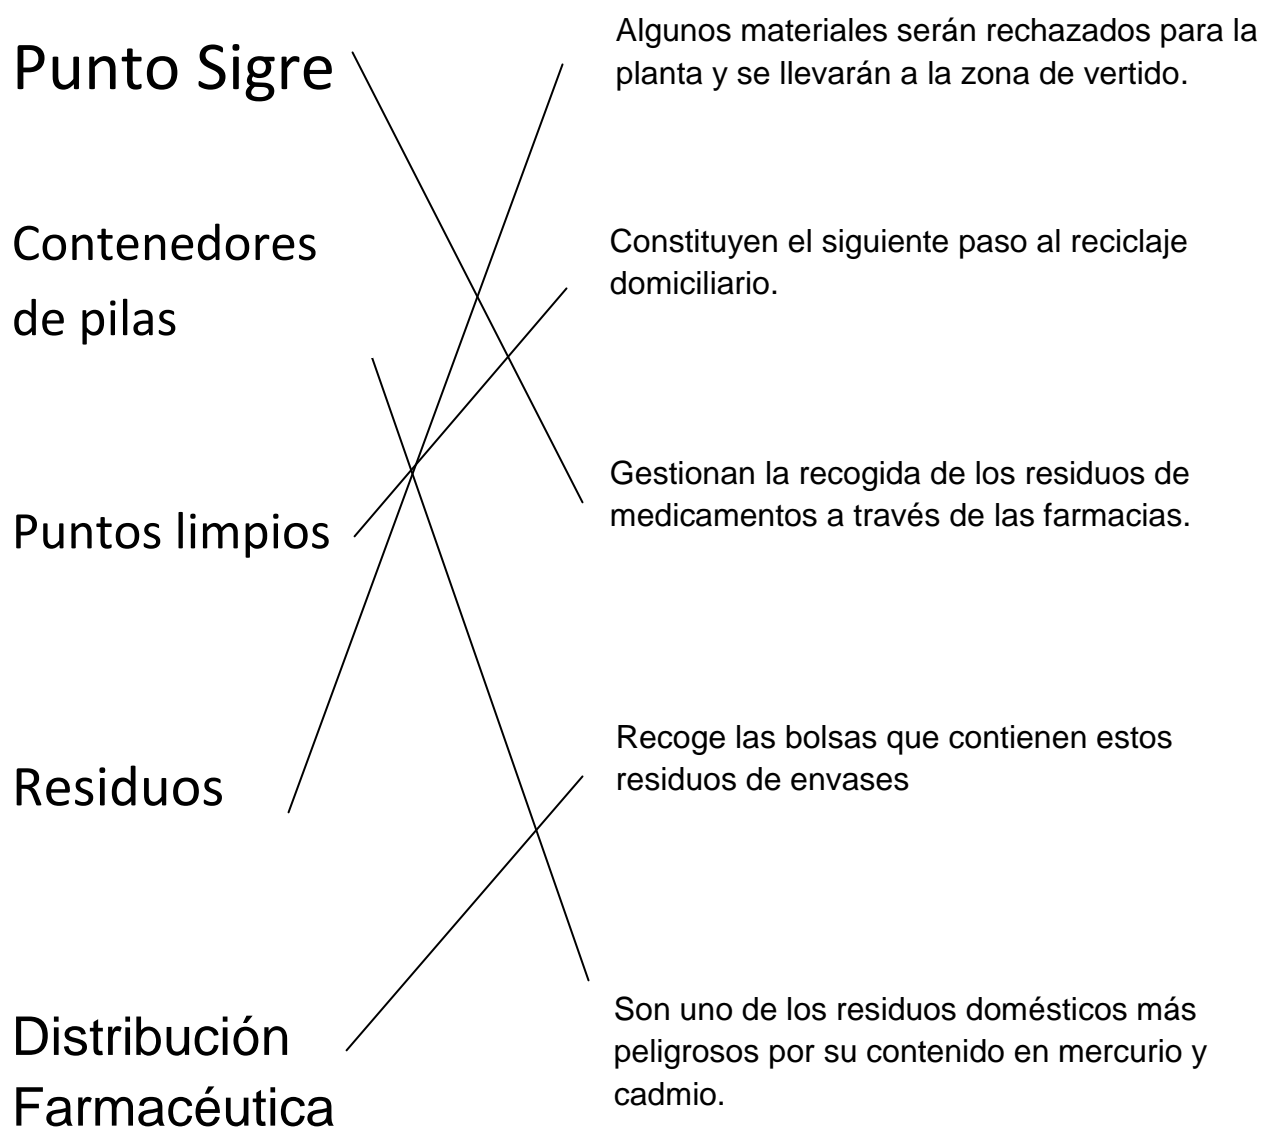 Punto Sigre
Algunos materiales serán rechazados para la
planta y se llevarán a la zona de vertido.
Contenedores
de pilas
Constituyen el siguiente paso al reciclaje
domiciliario.
Puntos limpios
Gestionan la recogida de los residuos de
medicamentos a través de las farmacias.
Residuos
Recoge las bolsas que contienen estos
residuos de envases
Distribución
Farmacéutica
Son uno de los residuos domésticos más
peligrosos por su contenido en mercurio y
cadmio.